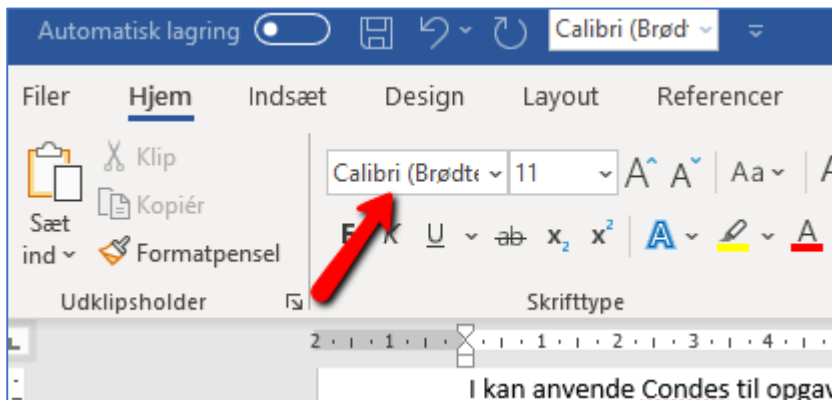 Automatisk lagring Calibri (Brød
Filer Hjem Indsæt Design Layout Referencer
Klip
Calibri (Brødte 11 A A Aa
Kopiér
Sæt
ind
K U ab x₂ x² A A
Formatpensel
Udklipsholder Skrifttype
2 1 1 2 3 4
I kan anvende Condes til opgav